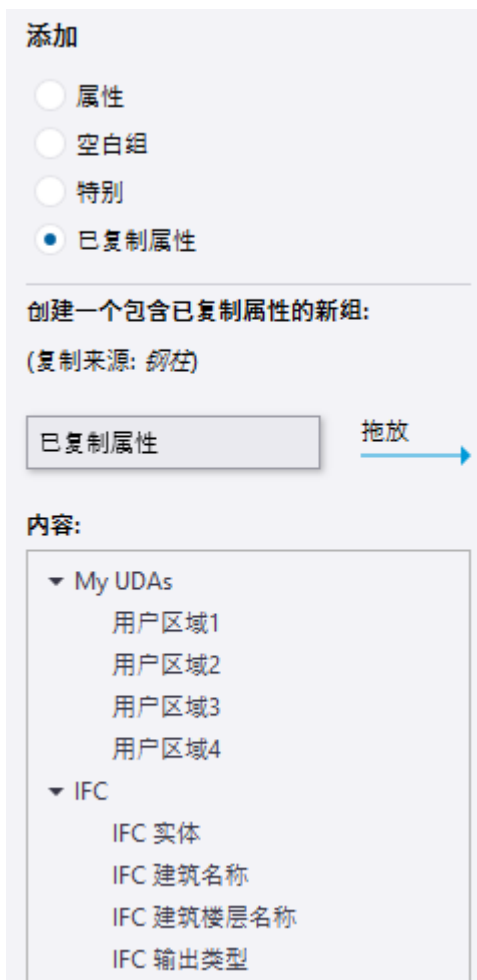 添加
属性
空白组
特别
已复制属性
创建一个包含已复制属性的新组:
(复制来源: 钢柱)
已复制属性
拖放
内容:
My UDAs
用户区域1
用户区域2
用户区域3
用户区域4
IFC
IFC 实体
IFC 建筑名称
IFC 建筑楼层名称
IFC 输出类型